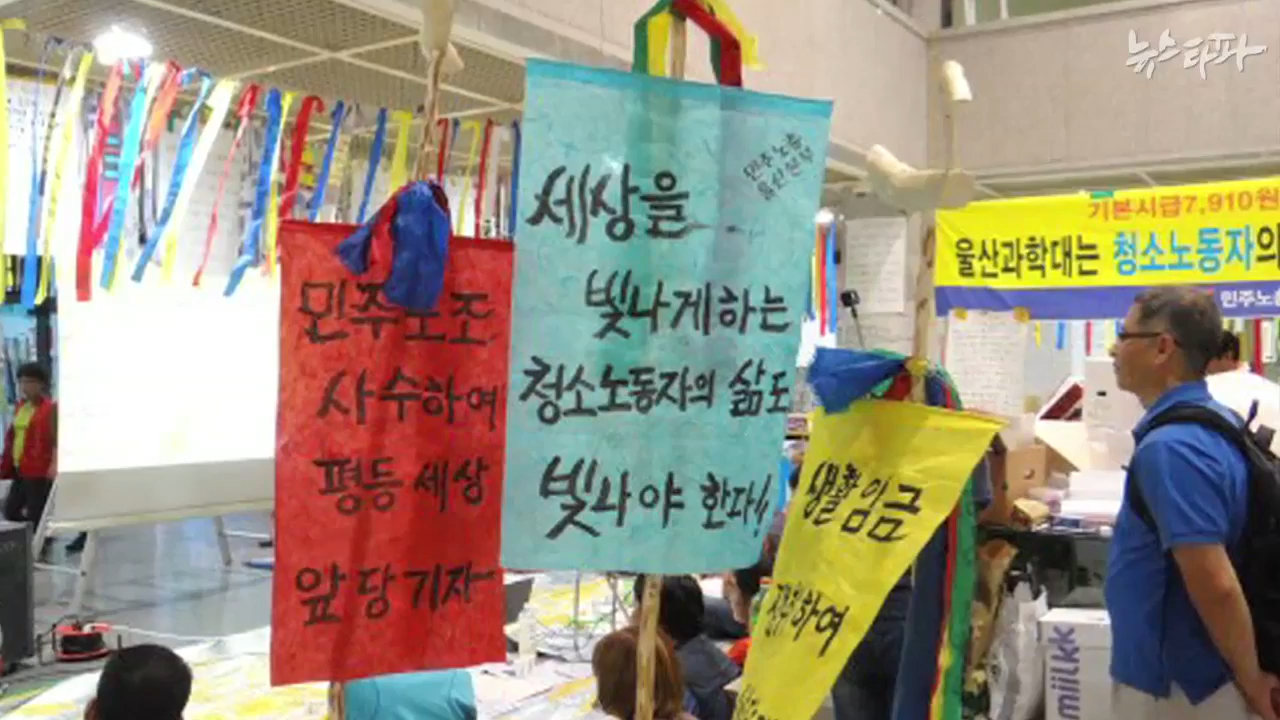 뉴스타파
민주노총
울산본부
세상을
빛나게하는
청소노동자의 삶도
빛나야 한다!!
민주노조
사수하여
평등세상
앞당기자
생활임금
하여
기본시급7,910원
울산과학대는 청소노동자의
민주노
miilkk